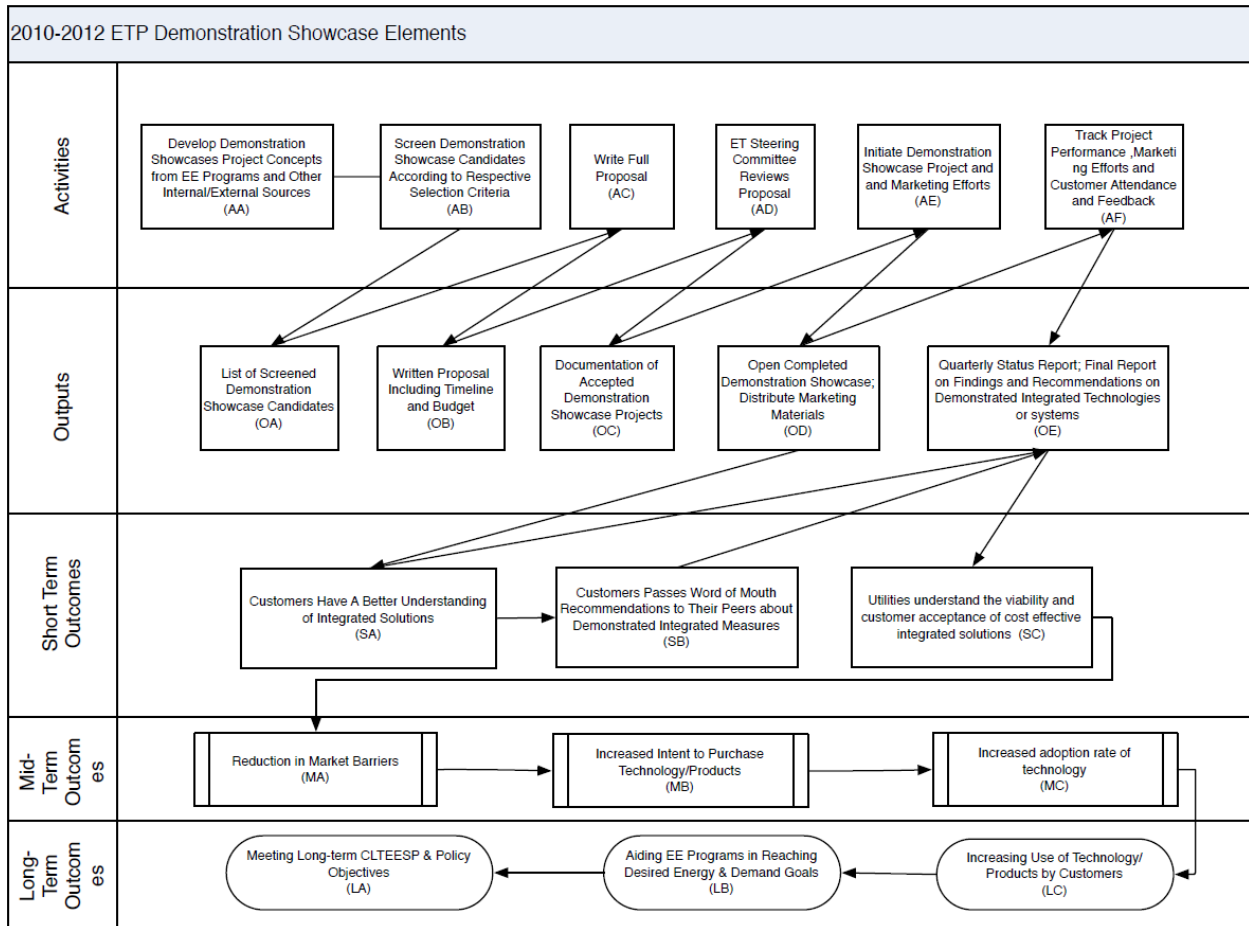 2010-2012 ETP Demonstration Showcase Elements
Activities
Develop Demonstration
Showcases Project Concepts
from EE Programs and Other
Internal/External Sources
(AA)
Screen Demonstration
Showcase Candidates
According to Respective
Selection Criteria
(AB)
Write Full
Proposal
(AC)
ET Steering
Committee
Reviews
Proposal
(AD)
Initiate Demonstration
Showcase Project and
and Marketing Efforts
(AE)
Track Project
Performance ,Marketi
ng Efforts and
Customer Attendance
and Feedback
(AF)
Outputs
List of Screened
Demonstration
Showcase Candidates
(OA)
Written Proposal
Including Timeline
and Budget
(OB)
Documentation of
Accepted
Demonstration
Showcase Projects
(OC)
Open Completed
Demonstration Showcase;
Distribute Marketing
Materials
(OD)
Quarterly Status Report; Final Report
on Findings and Recommendations on
Demonstrated Integrated Technologies
or systems
(OE)
Short Term
Outcomes
Customers Have A Better Understanding
of Integrated Solutions
(SA)
Customers Passes Word of Mouth
Recommendations to Their Peers about
Demonstrated Integrated Measures
(SB)
Utilities understand the viability and
customer acceptance of cost effective
integrated solutions (SC)
Mid-
Term
Outcom
es
Reduction in Market Barriers
(MA)
Increased Intent to Purchase
Technology/Products
(MB)
Increased adoption rate of
technology
(MC)
Long-
Term
Outcom
es
Meeting Long-term CLTEESP & Policy
Objectives
(LA)
Aiding EE Programs in Reaching
Desired Energy & Demand Goals
(LB)
Increasing Use of Technology/
Products by Customers
(LC)